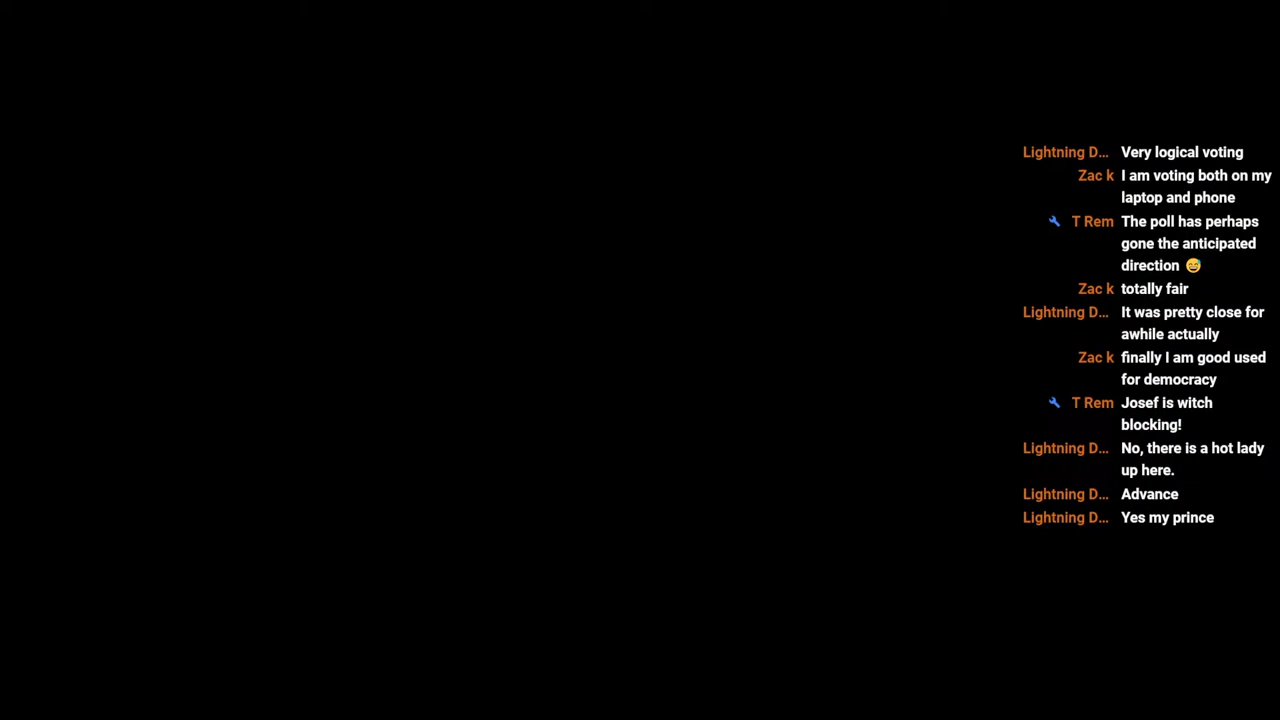 Lightning D... Very logical voting
Zac k I am voting both on my
laptop and phone
T Rem The poll has perhaps
gone the anticipated
direction 😅
Zac k totally fair
Lightning D... It was pretty close for
awhile actually
Zac k finally I am good used
for democracy
T Rem Josef is witch
blocking!
Lightning D... No, there is a hot lady
up here.
Lightning D... Advance
Lightning D... Yes my prince